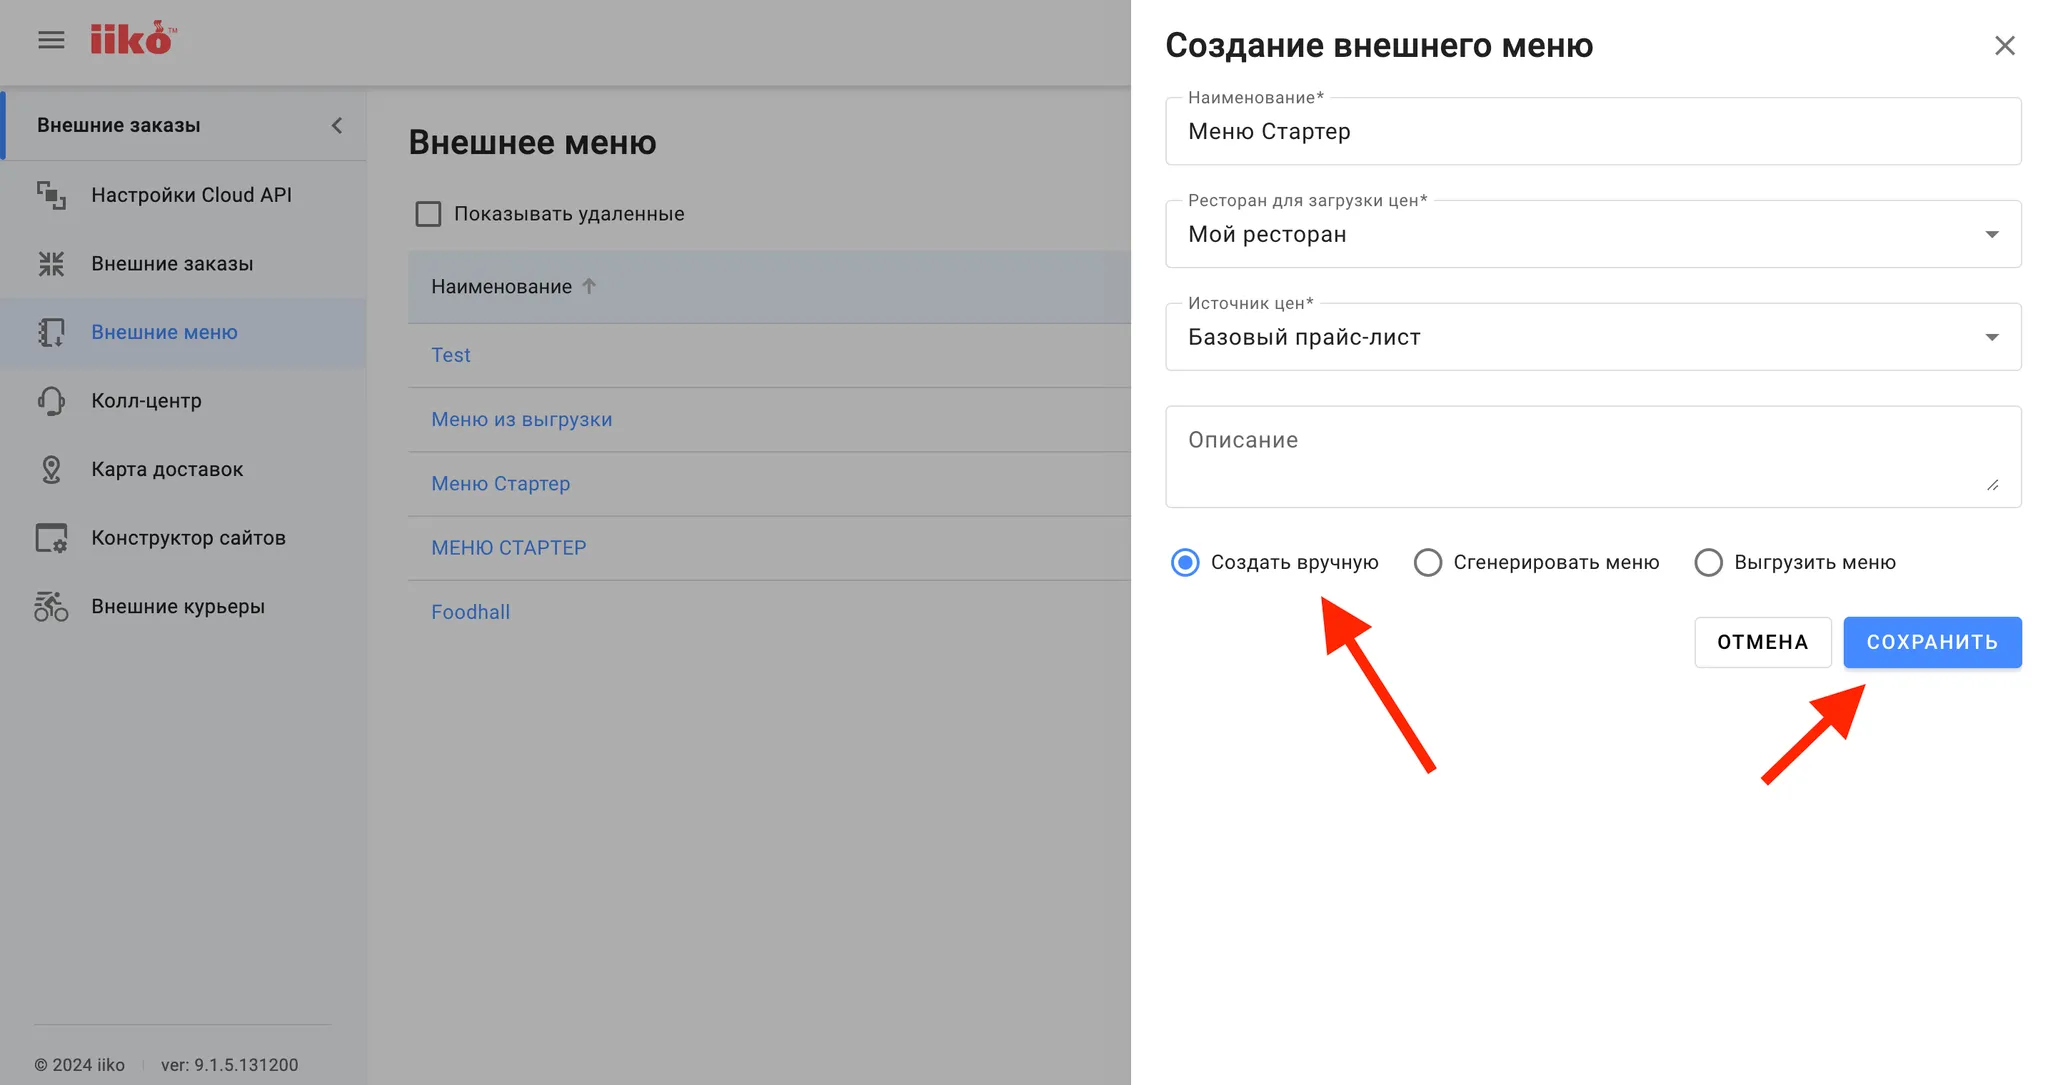 iiko™
Внешние заказы
Настройки Cloud API
Внешние заказы
Внешние меню
Колл-центр
Карта доставок
Конструктор сайтов
Внешние курьеры
© 2024 iiko
ver: 9.1.5.131200
Внешнее меню
Показывать удаленные
Наименование
Test
Меню из выгрузки
Меню Стартер
МЕНЮ СТАРТЕР
Foodhall
Создание внешнего меню
Наименование*
Меню Стартер
Ресторан для загрузки цен*
Мой ресторан
Источник цен*
Базовый прайс-лист
Описание
Создать вручную
Сгенерировать меню
Выгрузить меню
ОТМЕНА
СОХРАНИТЬ